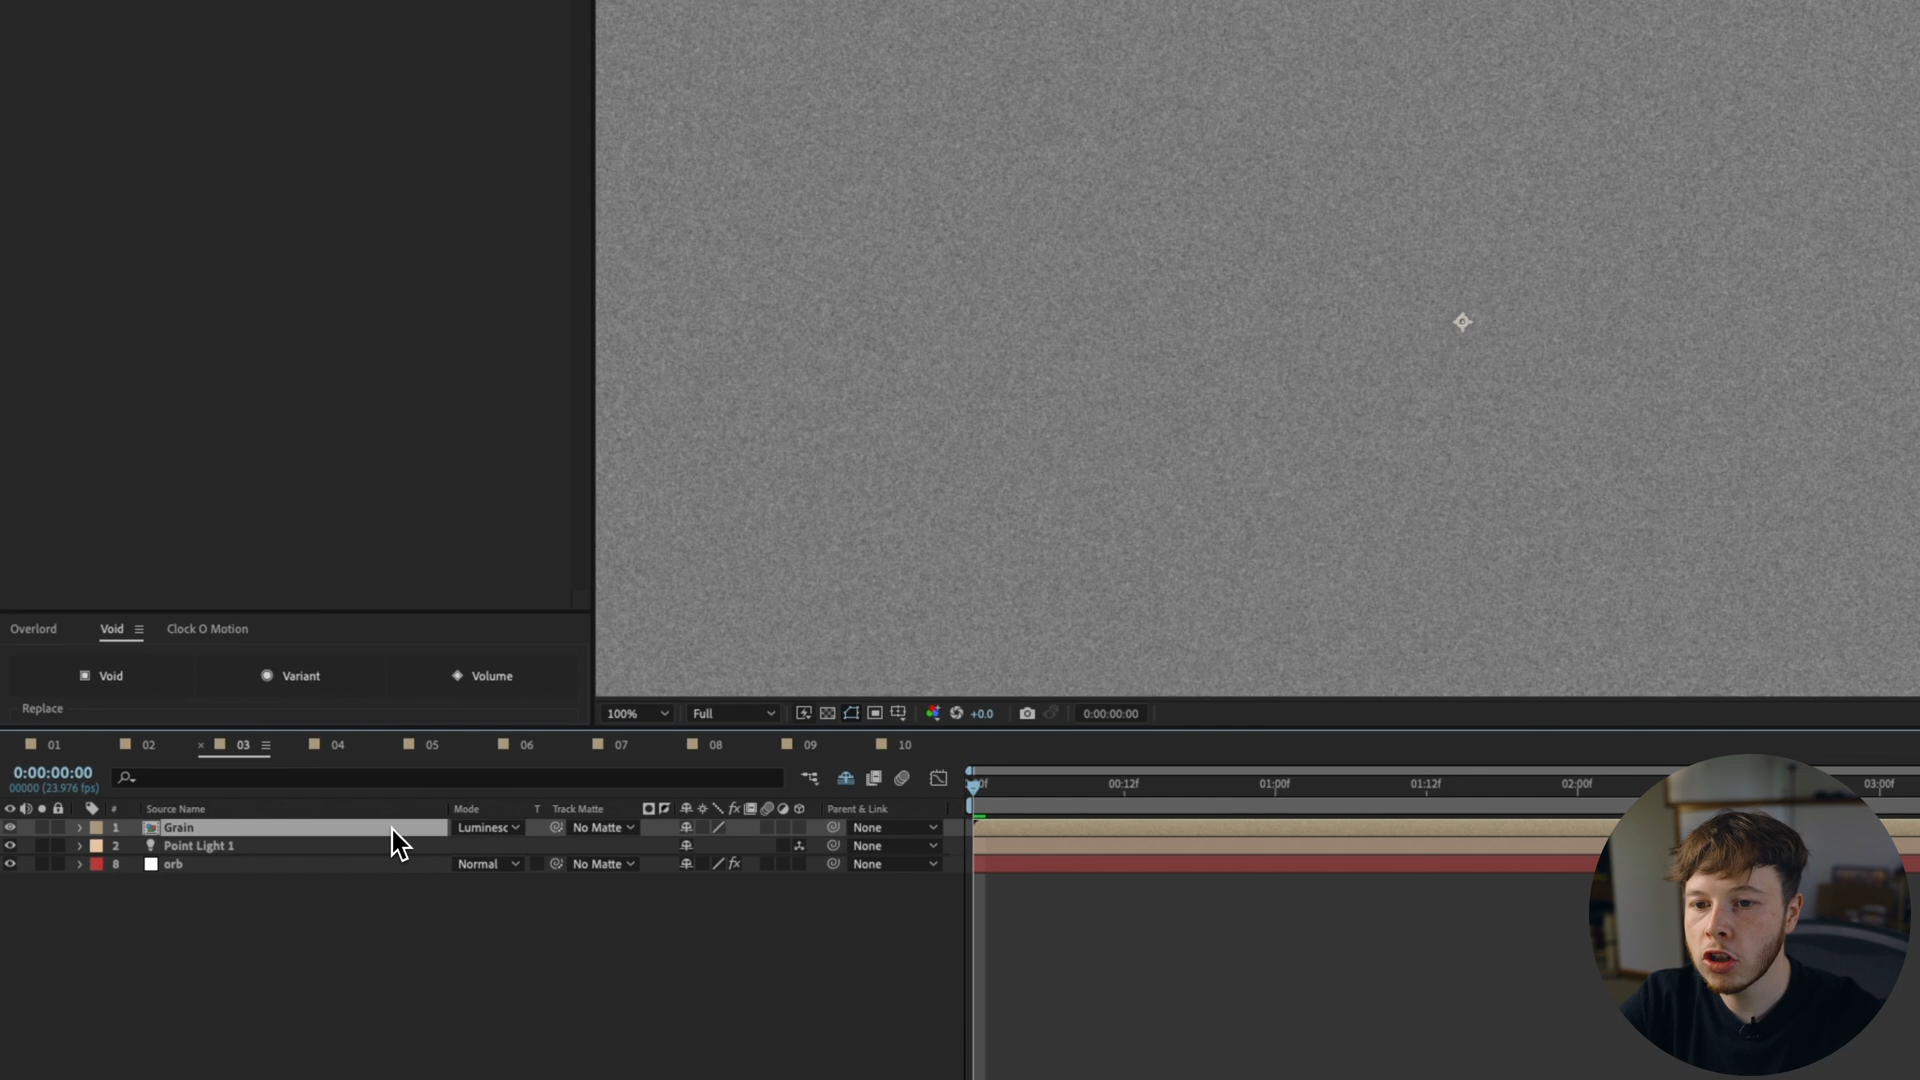 Overlord Void Clock O Motion
Void Variant Volume
Replace
100% Full +0.0 0:00:00:00
01 02 × 03 04 05 06 07 08 09 10
0:00:00:00
00000 (23.976 fps)
00:12f 01:00f 01:12f 02:00f 03:00f
# Source Name Mode T Track Matte fx Parent & Link
1 Grain Luminesc No Matte None
2 Point Light 1 None
8 orb Normal No Matte fx None